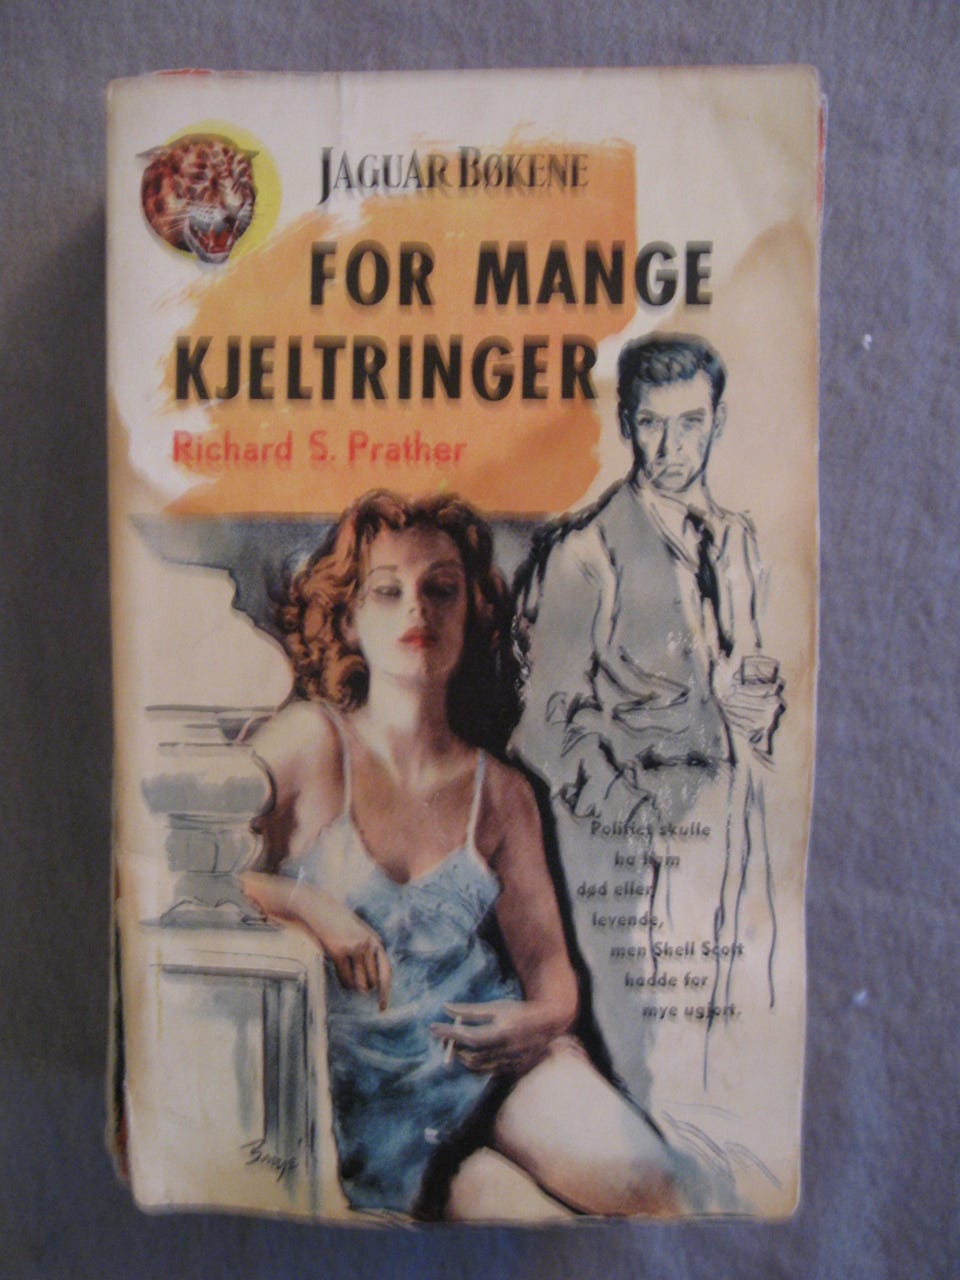 JAGUAR BØKENE
FOR MANGE
KJELTRINGER
Richard S. Prather
Politiet skulle
ha ham
død eller
levende,
men Shell Scott
hadde for
mye ugjort.